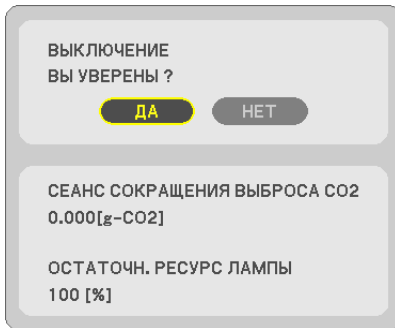 ВЫКЛЮЧЕНИЕ
ВЫ УВЕРЕНЫ ?
ДА НЕТ
СЕАНС СОКРАЩЕНИЯ ВЫБРОСА CO2
0.000[g-CO2]
ОСТАТОЧН. РЕСУРС ЛАМПЫ
100 [%]